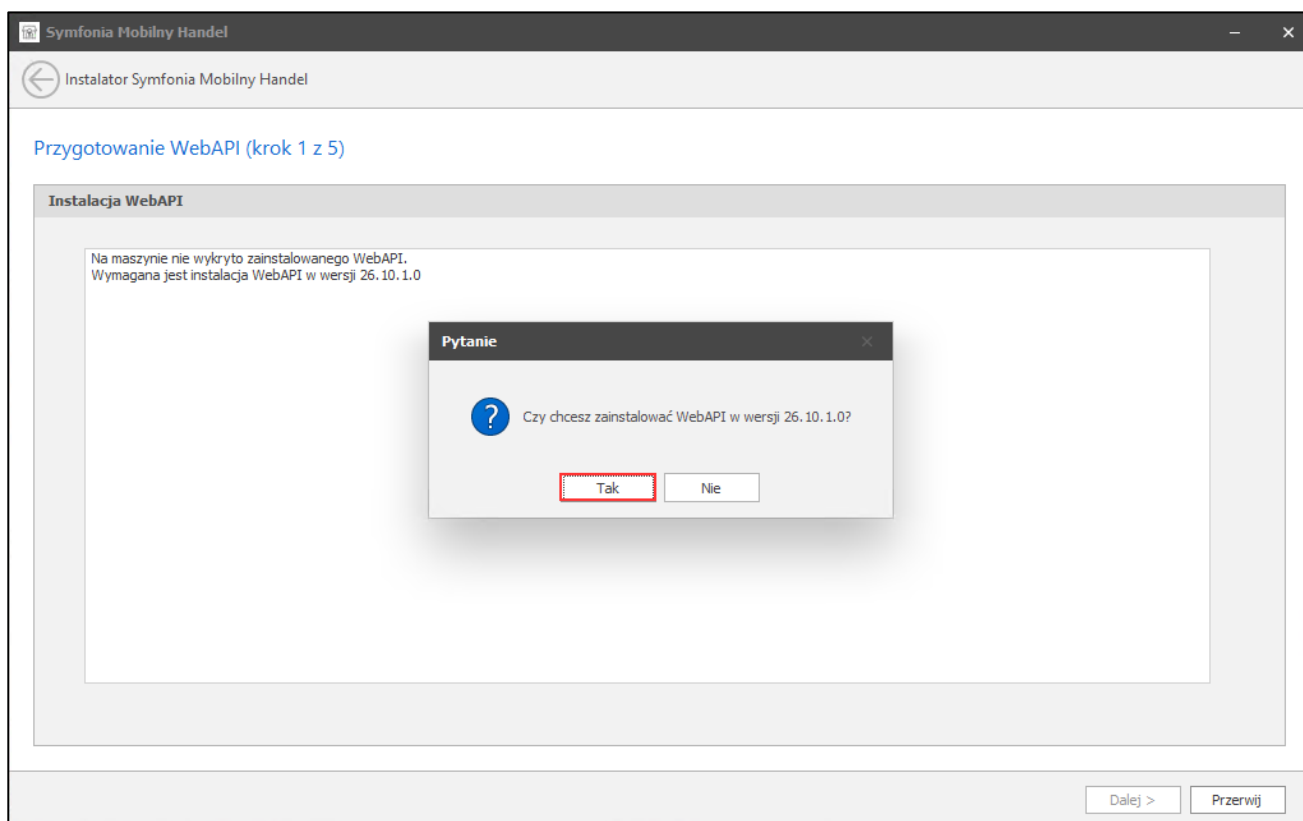 Symfonia Mobilny Handel
Instalator Symfonia Mobilny Handel
Przygotowanie WebAPI (krok 1 z 5)
Instalacja WebAPI
Na maszynie nie wykryto zainstalowanego WebAPI.
Wymagana jest instalacja WebAPI w wersji 26.10.1.0
Pytanie
Czy chcesz zainstalować WebAPI w wersji 26.10.1.0?
Tak Nie
Dalej > Przerwij